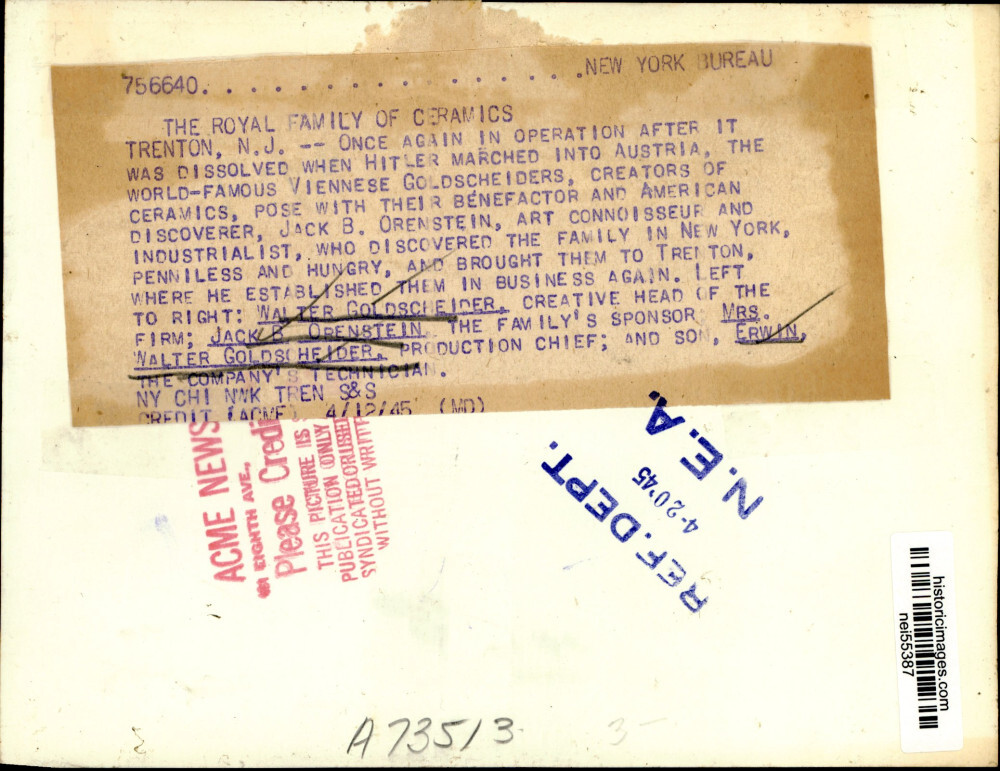 756640. . . . . . . . . . . . . . . . .NEW YORK BUREAU
THE ROYAL FAMILY OF CERAMICS
TRENTON, N.J. -- ONCE AGAIN IN OPERATION AFTER IT
WAS DISSOLVED WHEN HITLER MARCHED INTO AUSTRIA, THE
WORLD-FAMOUS VIENNESE GOLDSCHEIDERS, CREATORS OF
CERAMICS, POSE WITH THEIR BENEFACTOR AND AMERICAN
DISCOVERER, JACK B. ORENSTEIN, ART CONNOISSEUR AND
INDUSTRIALIST, WHO DISCOVERED THE FAMILY IN NEW YORK,
PENNILESS AND HUNGRY, AND BROUGHT THEM TO TRENTON,
WHERE HE ESTABLISHED THEM IN BUSINESS AGAIN. LEFT
TO RIGHT: WALTER GOLDSCHEIDER, CREATIVE HEAD OF THE
FIRM; JACK B ORENSTEIN, THE FAMILY'S SPONSOR; MRS.
WALTER GOLDSCHEIDER, PRODUCTION CHIEF; AND SON, ERWIN,
THE COMPANY'S TECHNICIAN.
NY CHI NWK TREN S&S
CREDIT (ACME) 4/12/45 (MD)
ACME NEWS
EIGHTH AVE.,
Please Credi
THIS PICTURE IS
PUBLICATION ONLY
SYNDICATED OR USED
WITHOUT WRITT
REF. DEPT.
4-20'45
N.E.A.
historicimages.com
nei55387
A73513
3-